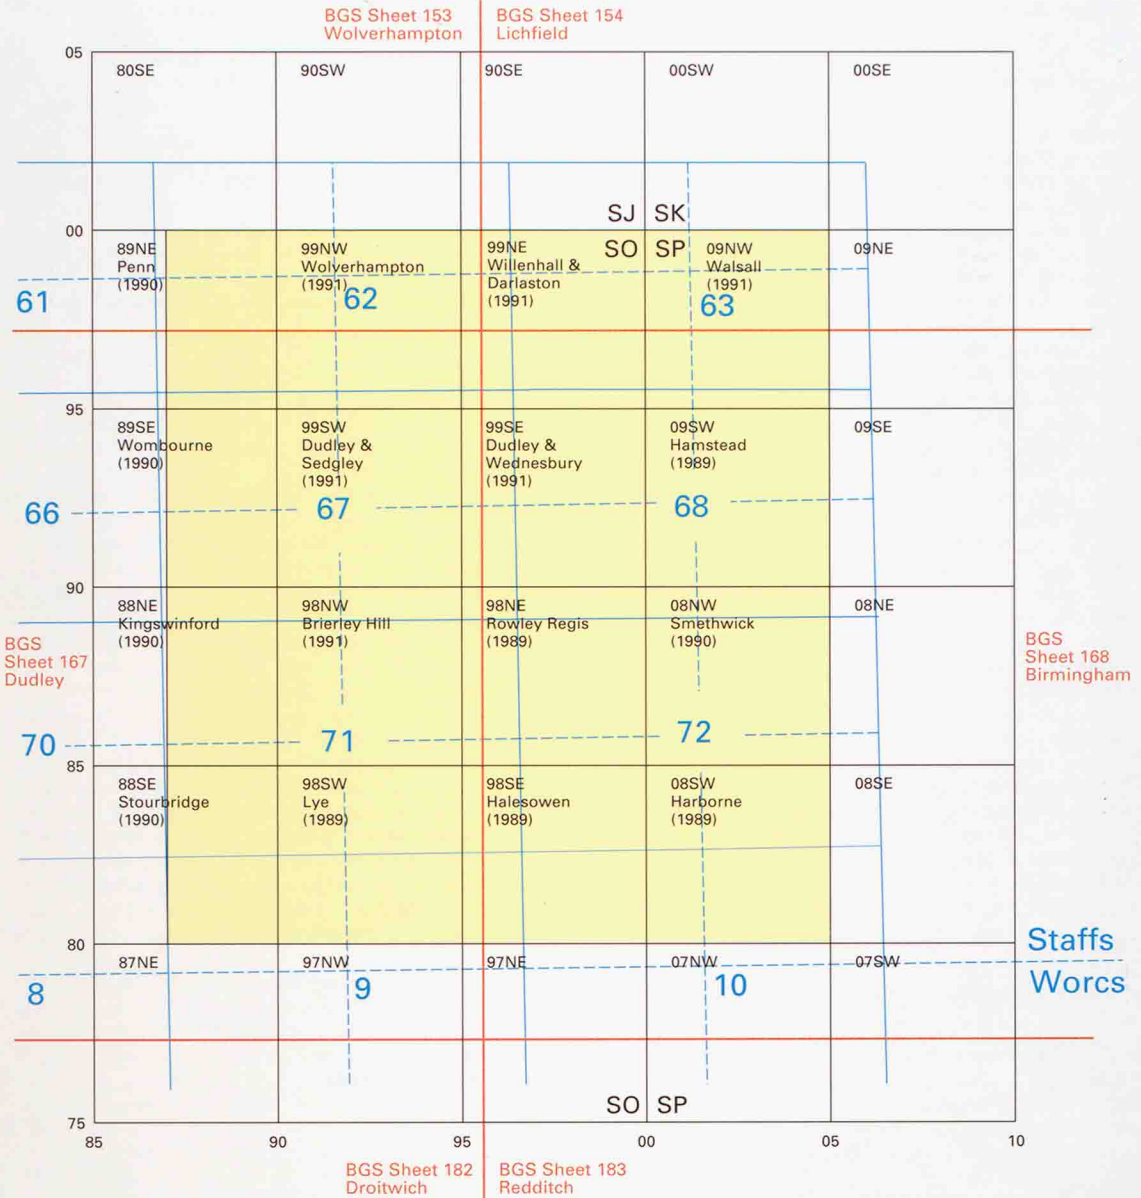 BGS Sheet 153
Wolverhampton
BGS Sheet 154
Lichfield
05
80SE
90SW
90SE
00SW
00SE
SJ SK
00
SO SP
89NE
Penn
(1990)
99NW
Wolverhampton
(1991)
99NE
Willenhall &
Darlaston
(1991)
09NW
Walsall
(1991)
09NE
61
62
63
95
89SE
Wombourne
(1990)
99SW
Dudley &
Sedgley
(1991)
99SE
Dudley &
Wednesbury
(1991)
09SW
Hamstead
(1989)
09SE
66
67
68
90
88NE
Kingswinford
(1990)
98NW
Brierley Hill
(1991)
98NE
Rowley Regis
(1989)
08NW
Smethwick
(1990)
08NE
BGS
Sheet 167
Dudley
BGS
Sheet 168
Birmingham
70
71
72
85
88SE
Stourbridge
(1990)
98SW
Lye
(1989)
98SE
Halesowen
(1989)
08SW
Harborne
(1989)
08SE
80
87NE
97NW
97NE
07NW
07SW
Staffs
Worcs
8
9
10
SO SP
75
85
90
95
00
05
10
BGS Sheet 182
Droitwich
BGS Sheet 183
Redditch